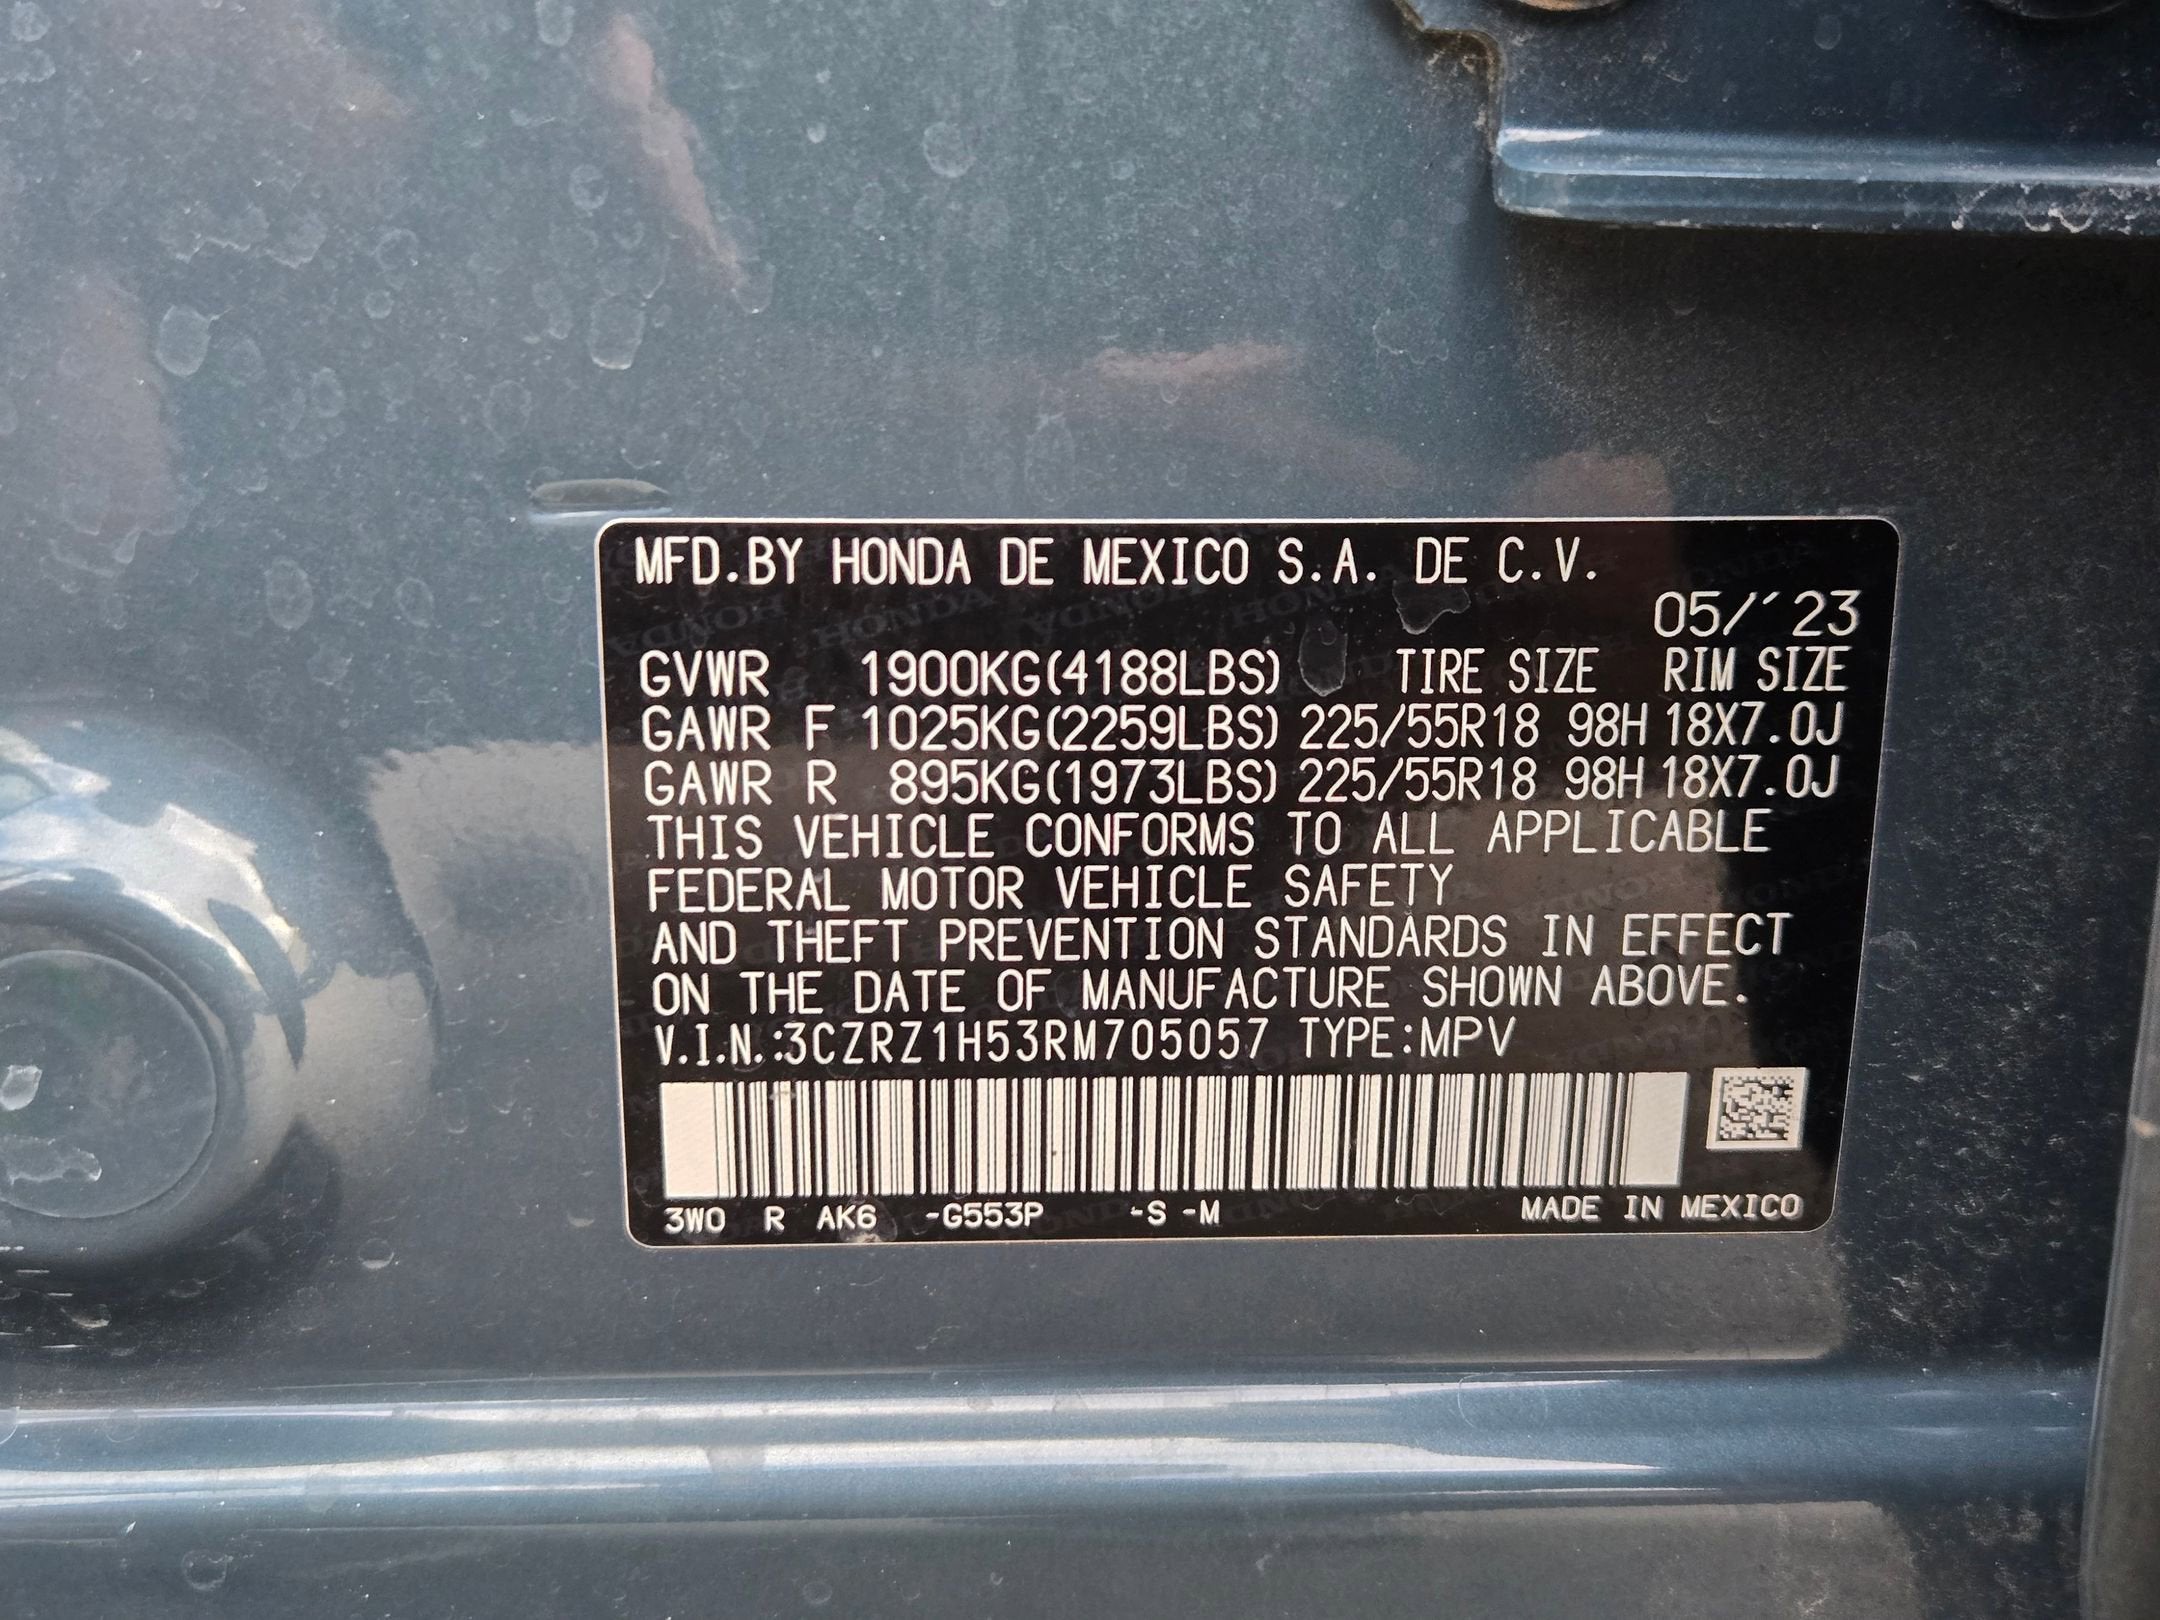 MFD.BY HONDA DE MEXICO S.A. DE C.V.
05/´23
GVWR 1900KG(4188LBS) TIRE SIZE RIM SIZE
GAWR F 1025KG(2259LBS) 225/55R18 98H 18X7.0J
GAWR R 895KG(1973LBS) 225/55R18 98H 18X7.0J
THIS VEHICLE CONFORMS TO ALL APPLICABLE
FEDERAL MOTOR VEHICLE SAFETY
AND THEFT PREVENTION STANDARDS IN EFFECT
ON THE DATE OF MANUFACTURE SHOWN ABOVE.
V.I.N.:3CZRZ1H53RM705057 TYPE:MPV
3W0 R AK6 -G553P -S -M MADE IN MEXICO